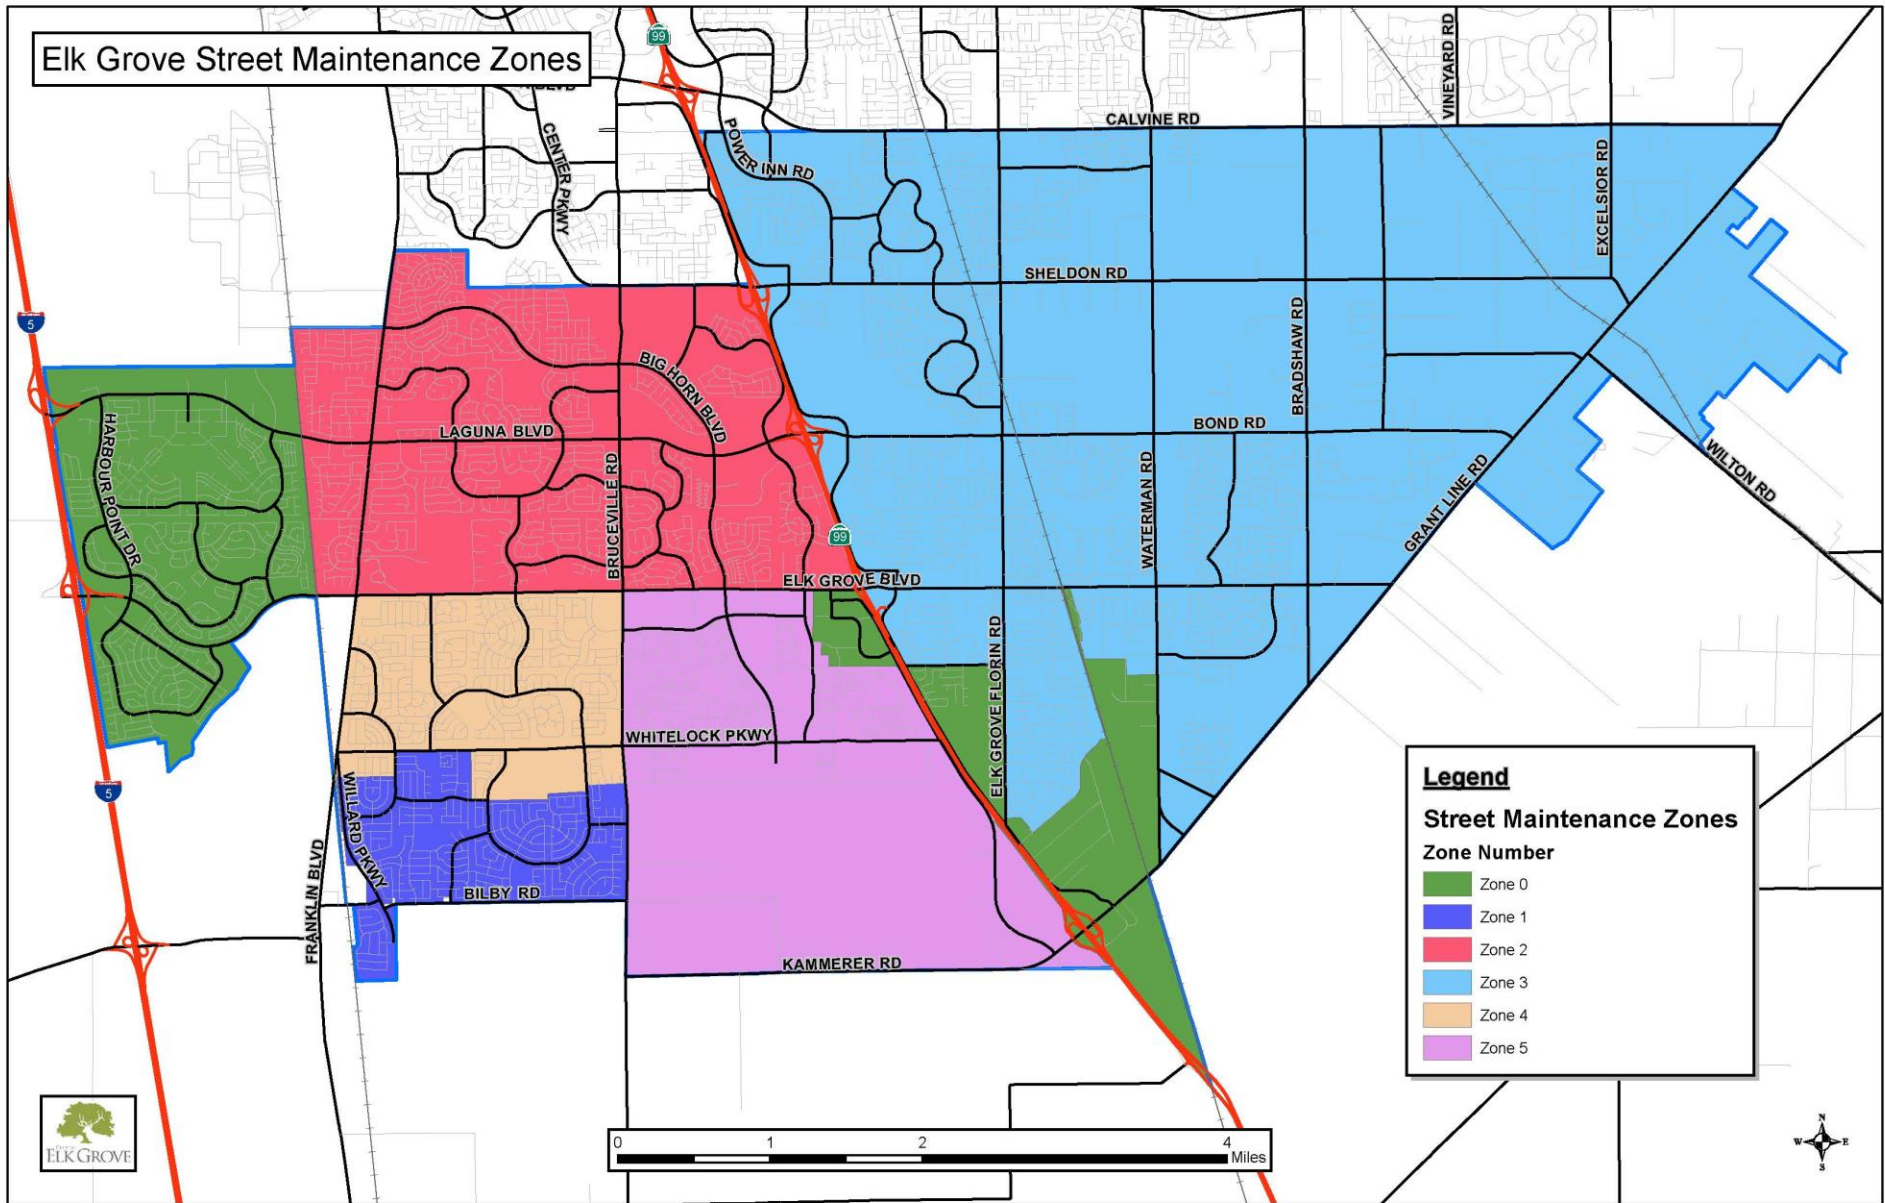 Elk Grove Street Maintenance Zones
99
BLVD
CENTER PKWY
POWER INN RD
CALVINE RD
VINEYARD RD
EXCELSIOR RD
SHELDON RD
5
BIG HORN BLVD
BRADSHAW RD
HARBOUR POINT DR
LAGUNA BLVD
BOND RD
BRUCEVILLE RD
WATERMAN RD
GRANT LINE RD
WILTON RD
99
ELK GROVE BLVD
ELK GROVE FLORIN RD
WHITELOCK PKWY
5
WILLARD PKWY
FRANKLIN BLVD
BILBY RD
KAMMERER RD
Legend
Street Maintenance Zones
Zone Number
Zone 0
Zone 1
Zone 2
Zone 3
Zone 4
Zone 5
ELK GROVE
0 1 2 4
Miles
N
W E
S